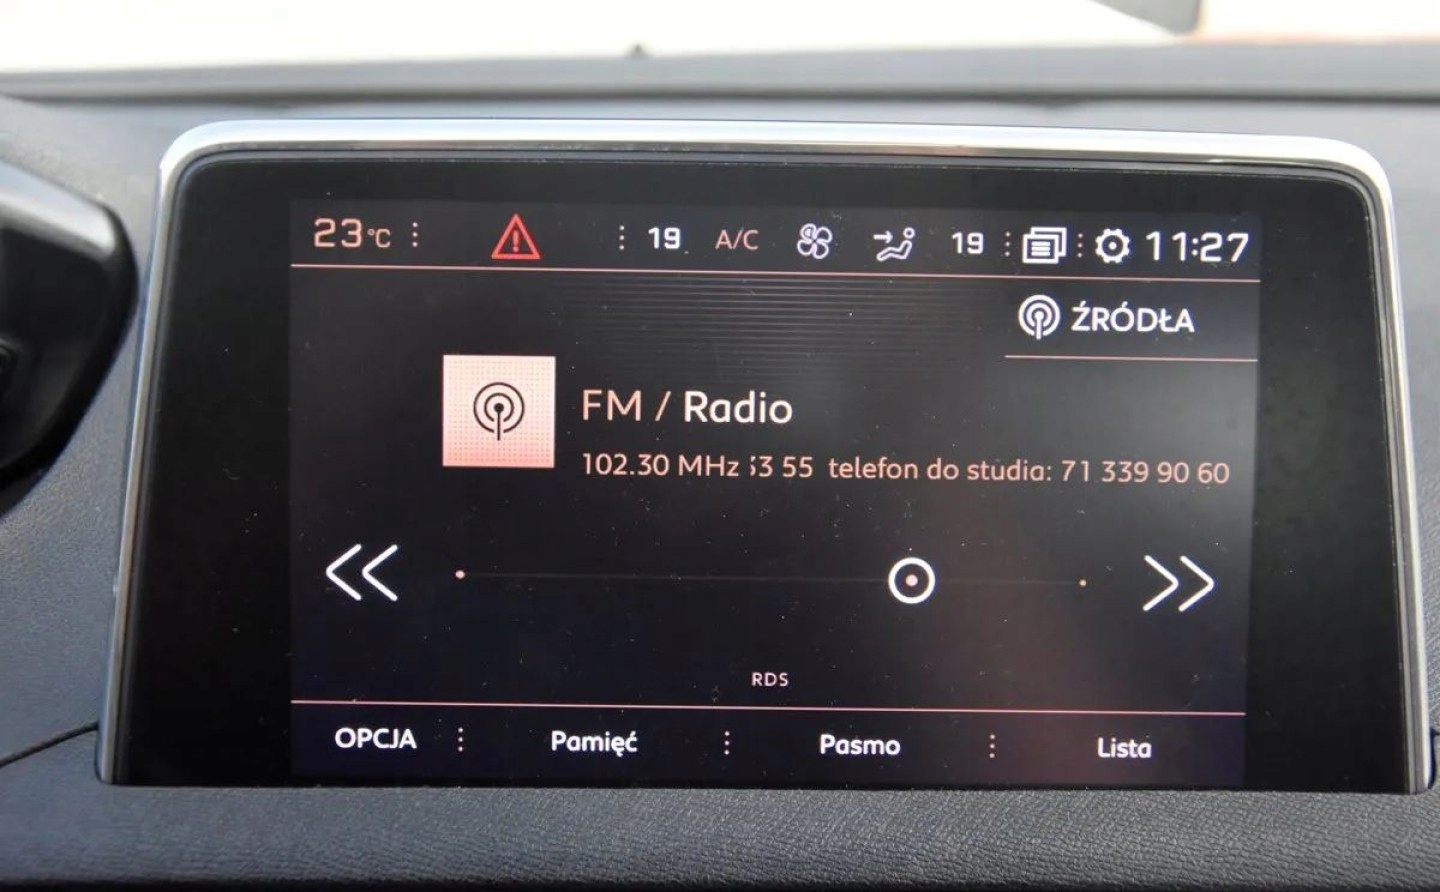 23°C 19 A/C 19 11:27
ŹRÓDŁA
FM / Radio
102.30 MHz 55 telefon do studia: 71 339 90 60
RDS
OPCJA Pamięć Pasmo Lista